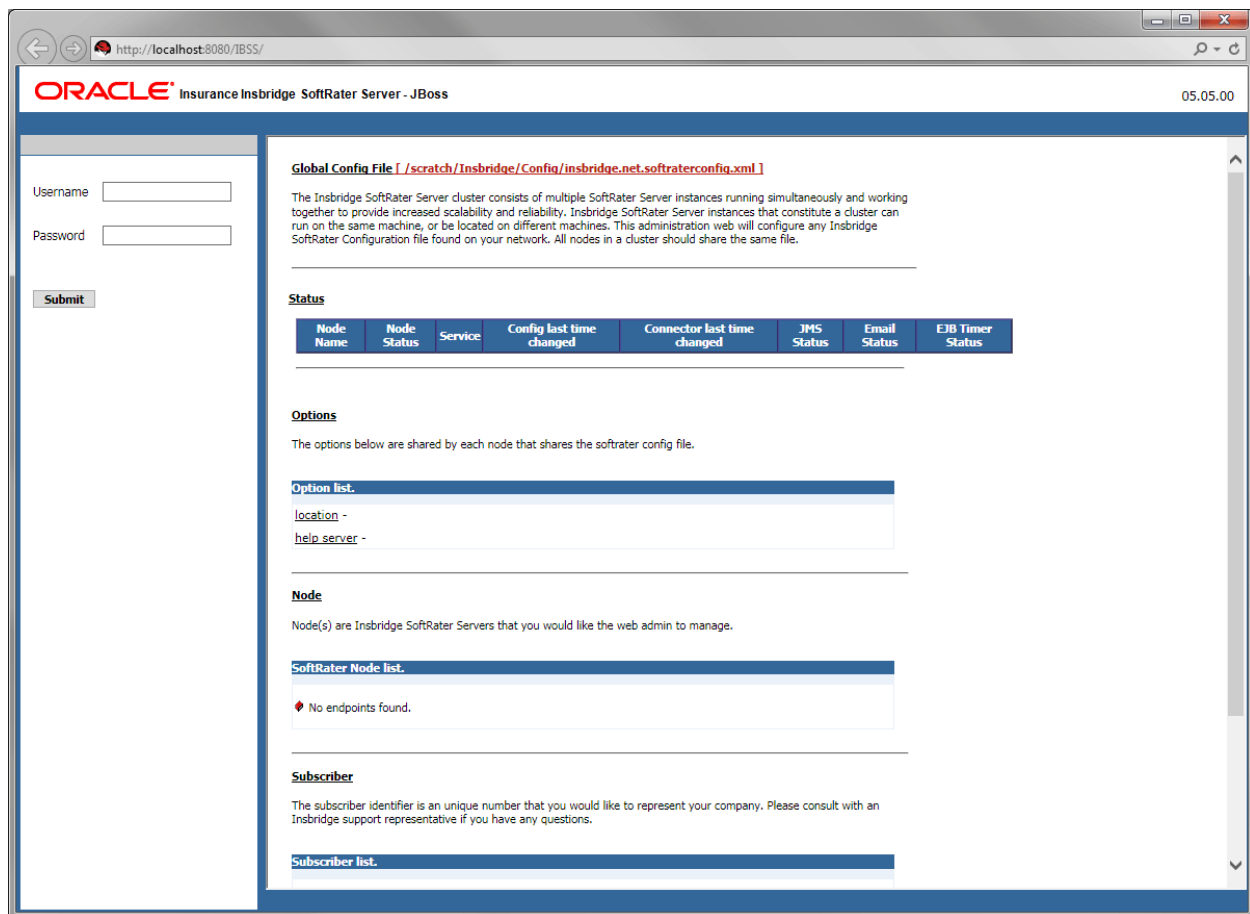 http://localhost:8080/IBSS/
ORACLE Insurance Insbridge SoftRater Server - JBoss
05.05.00
Username
Password
Submit
Global Config File [ /scratch/Insbridge/Config/insbridge.net.softraterconfig.xml ]
The Insbridge SoftRater Server cluster consists of multiple SoftRater Server instances running simultaneously and working
together to provide increased scalability and reliability. Insbridge SoftRater Server instances that constitute a cluster can
run on the same machine, or be located on different machines. This administration web will configure any Insbridge
SoftRater Configuration file found on your network. All nodes in a cluster should share the same file.
Status
Node Name Node Status Service Config last time changed Connector last time changed JMS Status Email Status EJB Timer Status
Options
The options below are shared by each node that shares the softrater config file.
Option list.
location -
help server -
Node
Node(s) are Insbridge SoftRater Servers that you would like the web admin to manage.
SoftRater Node list.
No endpoints found.
Subscriber
The subscriber identifier is an unique number that you would like to represent your company. Please consult with an
Insbridge support representative if you have any questions.
Subscriber list.